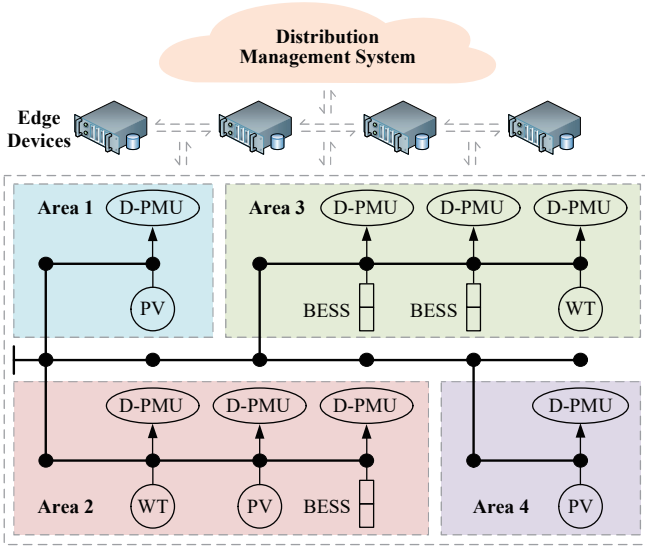 Distribution
Management System
Edge
Devices
Area 1
D-PMU
PV
Area 3
D-PMU
D-PMU
D-PMU
BESS
BESS
WT
D-PMU
D-PMU
D-PMU
Area 2
WT
PV
BESS
D-PMU
Area 4
PV